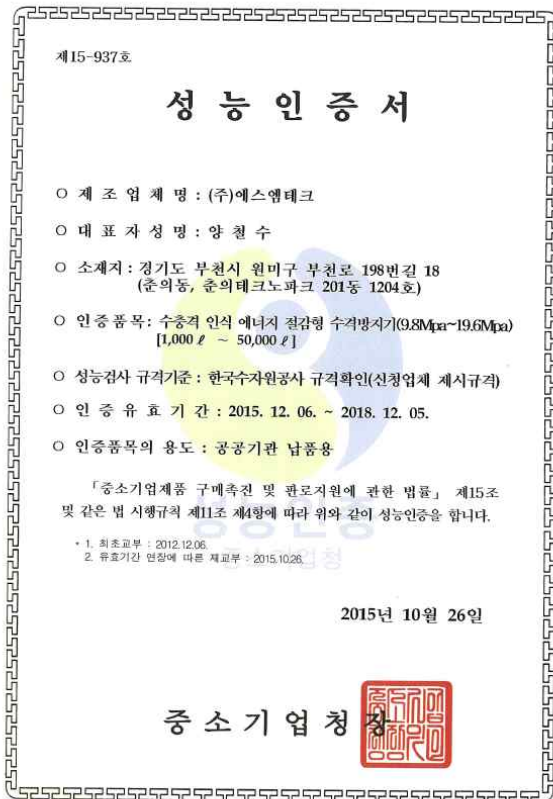 제15-937호
성능인증서
○ 제조업체명 : (주)에스엠테크
○ 대표자성명 : 양철수
○ 소재지 : 경기도 부천시 원미구 부천로 198번길 18
(춘의동, 춘의테크노파크 201동 1204호)
○ 인증품목: 수충격 인식 에너지 절감형 수격방지기(9.8Mpa~19.6Mpa)
[1,000ℓ ~ 50,000ℓ]
○ 성능검사 규격기준 : 한국수자원공사 규격확인(신청업체 제시규격)
○ 인증유효기간 : 2015. 12. 06. ~ 2018. 12. 05.
○ 인증품목의 용도 : 공공기관 납품용
「중소기업제품 구매촉진 및 판로지원에 관한 법률」 제15조
및 같은 법 시행규칙 제11조 제4항에 따라 위와 같이 성능인증을 합니다.
성능인증
중소기업청
* 1. 최초교부 : 2012.12.06.
2. 유효기간 연장에 따른 재교부 : 2015.10.26.
2015년 10월 26일
중소기업청장